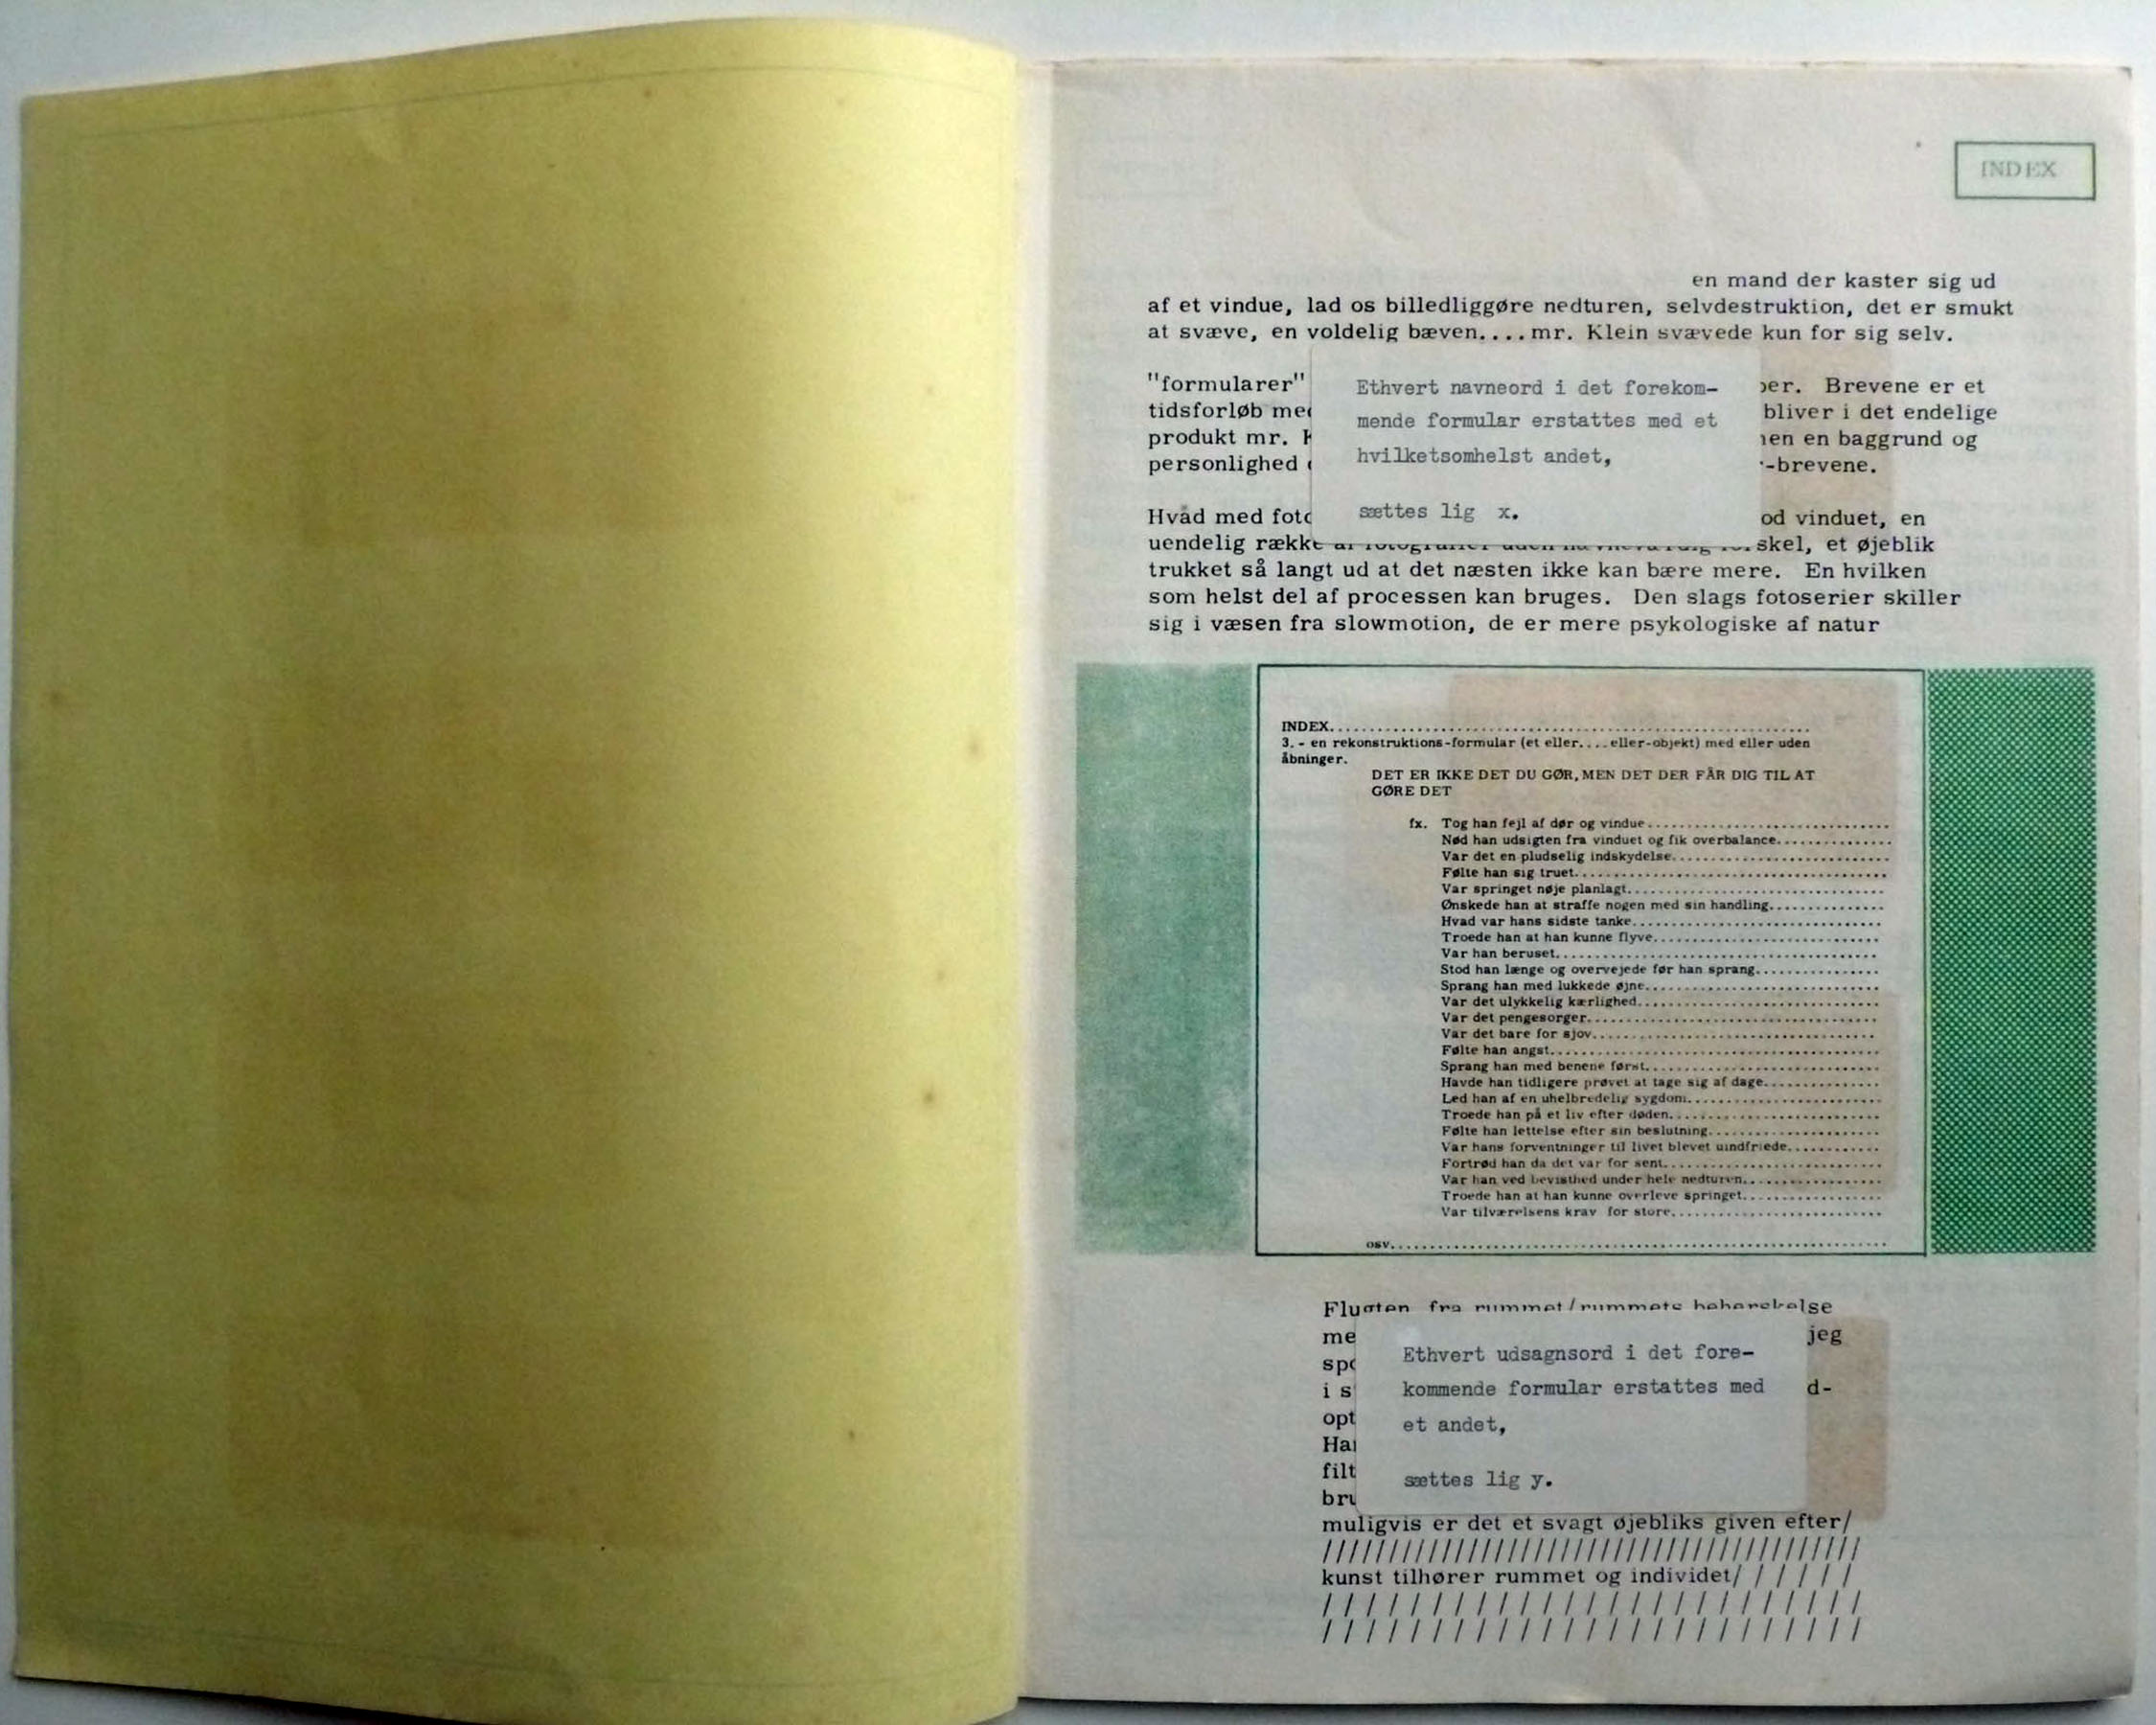 INDEX
en mand der kaster sig ud
af et vindue, lad os billedliggøre nedturen, selvdestruktion, det er smukt
at svæve, en voldelig bæven....mr. Klein svævede kun for sig selv.
"formularer" Brevene er et
tidsforløb bliver i det endelige
produkt mr. en baggrund og
personlighed -brevene.
Ethvert navneord i det forekom-
mende formular erstattes med et
hvilketsomhelst andet,
sættes lig x.
Hvad med vinduet, en
uendelig et øjeblik
trukket så langt ud at det næsten ikke kan bære mere. En hvilken
som helst del af processen kan bruges. Den slags fotoserier skiller
sig i væsen fra slowmotion, de er mere psykologiske af natur
INDEX..........
3. - en rekonstruktions-formular (et eller....eller-objekt) med eller uden
åbninger.
DET ER IKKE DET DU GØR, MEN DET DER FÅR DIG TIL AT
GØRE DET
fx. Tog han fejl af dør og vindue..........
Nød han udsigten fra vinduet og fik overbalance..........
Var det en pludselig indskydelse..........
Følte han sig truet..........
Var springet nøje planlagt..........
Ønskede han at straffe nogen med sin handling..........
Hvad var hans sidste tanke..........
Troede han at han kunne flyve..........
Var han beruset..........
Stod han længe og overvejede før han sprang..........
Sprang han med lukkede øjne..........
Var det ulykkelig kærlighed..........
Var det pengesorger..........
Var det bare for sjov..........
Følte han angst..........
Sprang han med benene først..........
Havde han tidligere prøvet at tage sig af dage..........
Led han af en uhelbredelig sygdom..........
Troede han på et liv efter døden..........
Følte han lettelse efter sin beslutning..........
Var hans forventninger til livet blevet uindfriede..........
Fortrød han da det var for sent..........
Var han ved bevisthed under hele nedturen..........
Troede han at han kunne overleve springet..........
Var tilværelsens krav for store..........
osv..........
Flugten fra rummet/rummets beherskelse
jeg
Ethvert udsagnsord i det fore-
kommende formular erstattes med
et andet,
sættes lig y.
muligvis er det et svagt øjebliks given efter/
/////////////////////////////////////////
kunst tilhører rummet og individet/ / / / / /
/ / / / / / / / / / / / / / / / / / / / / / / / /
/ / / / / / / / / / / / / / / / / / / / / / / / /